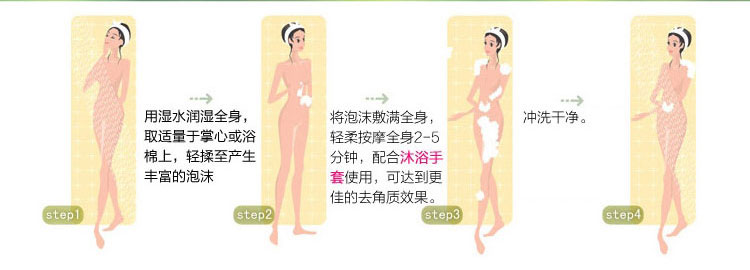 用湿水润湿全身，
取适量于掌心或浴
棉上，轻揉至产生
丰富的泡沫
将泡沫敷满全身，
轻柔按摩全身2-5
分钟，配合沐浴手
套使用，可达到更
佳的去角质效果。
冲洗干净。
step1
step2
step3
step4